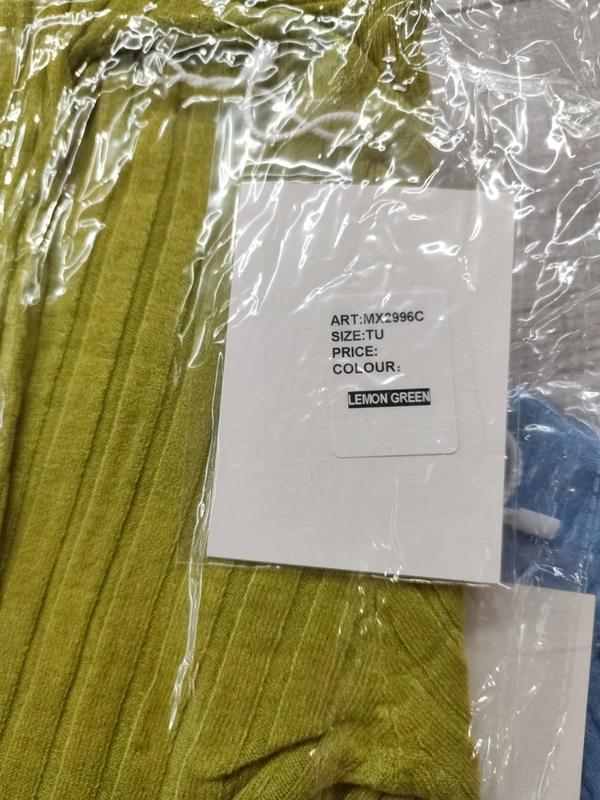 ART:MX2996C
SIZE:TU
PRICE:
COLOUR:
LEMON GREEN